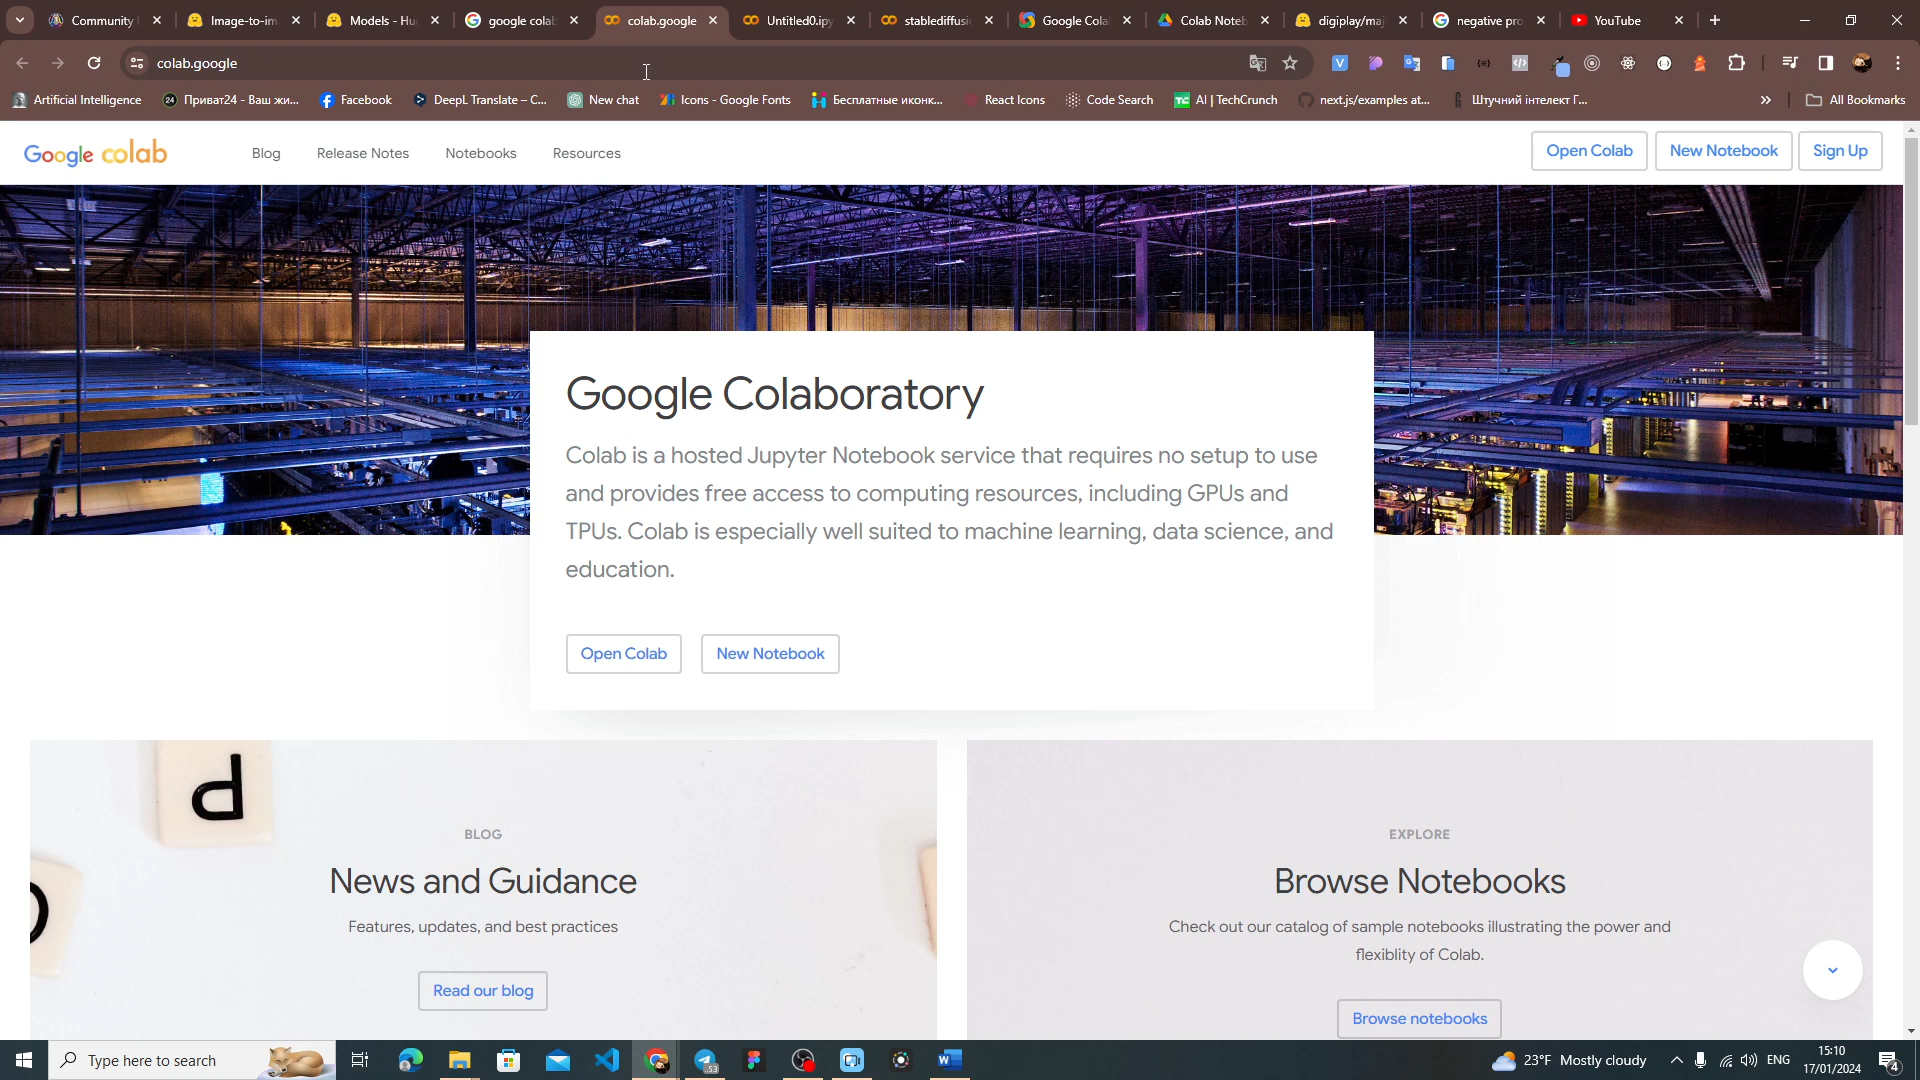 Community
Image-to-im
Models - Hu
google colab
colab.google
Untitled0.ipy
stablediffusi
Google Cola
Colab Noteb
digiplay/maj
negative pro
YouTube
colab.google
Artificial Intelligence
24 Приват24 - Ваш жи...
Facebook
DeepL Translate – C...
New chat
Icons - Google Fonts
Бесплатные иконк...
React Icons
Code Search
TC AI | TechCrunch
next.js/examples at...
Штучний інтелект Г...
»
All Bookmarks
Google colab
Blog
Release Notes
Notebooks
Resources
Open Colab
New Notebook
Sign Up
Google Colaboratory
Colab is a hosted Jupyter Notebook service that requires no setup to use
and provides free access to computing resources, including GPUs and
TPUs. Colab is especially well suited to machine learning, data science, and
education.
Open Colab
New Notebook
BLOG
News and Guidance
Features, updates, and best practices
Read our blog
EXPLORE
Browse Notebooks
Check out our catalog of sample notebooks illustrating the power and
flexiblity of Colab.
Browse notebooks
Type here to search
53
23°F Mostly cloudy
ENG
15:10
17/01/2024
4